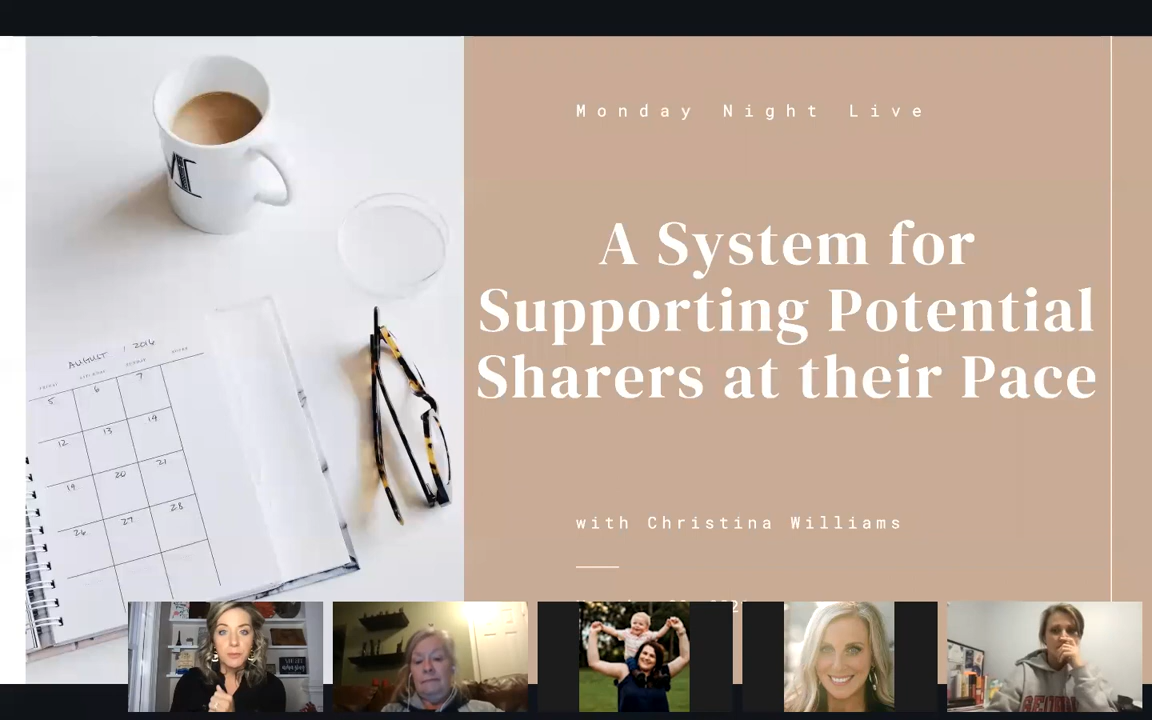 Monday Night Live
A System for
Supporting Potential
Sharers at their Pace
with Christina Williams
AUGUST / 2016
5 6 7
12 13 14
19 20 21
26 27 28